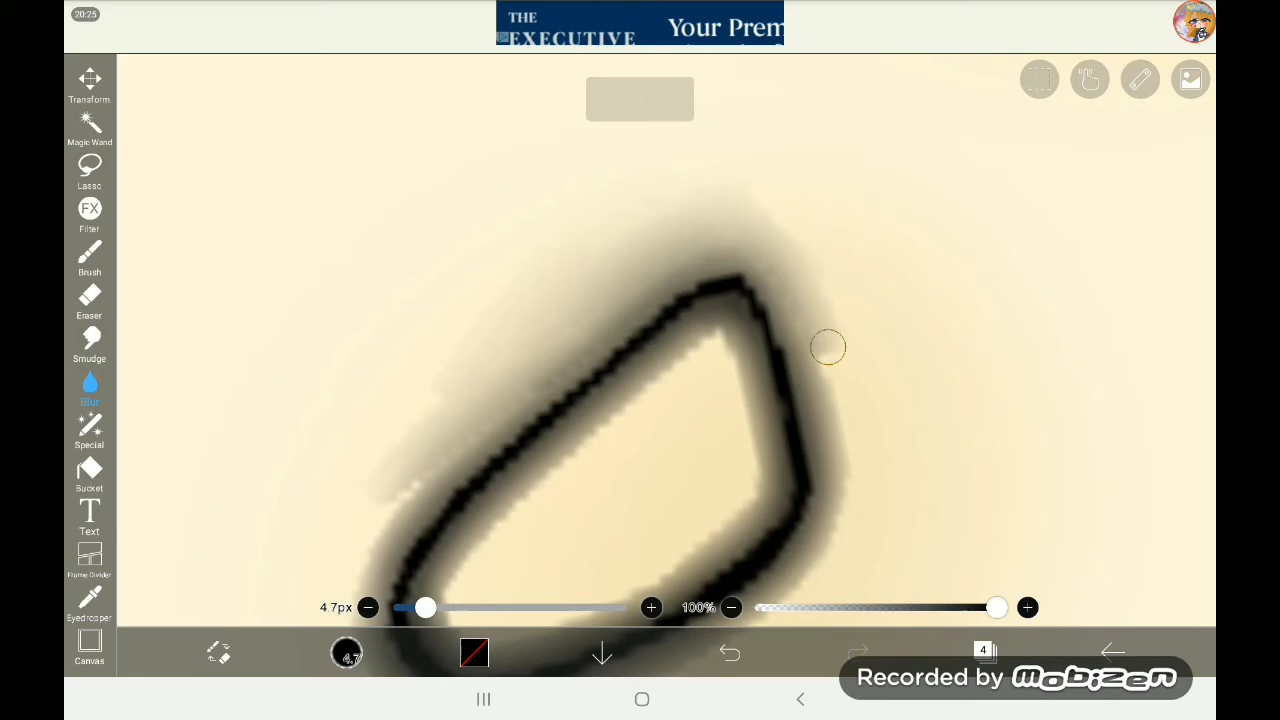 20:25
THE
EXECUTIVE
Your Prem
Transform
Magic Wand
Lasso
FX
Filter
Brush
Eraser
Smudge
Blur
Special
Bucket
T
Text
Frame Divider
Eyedropper
Canvas
4.7px
100%
4.7
4
Recorded by Mobizen